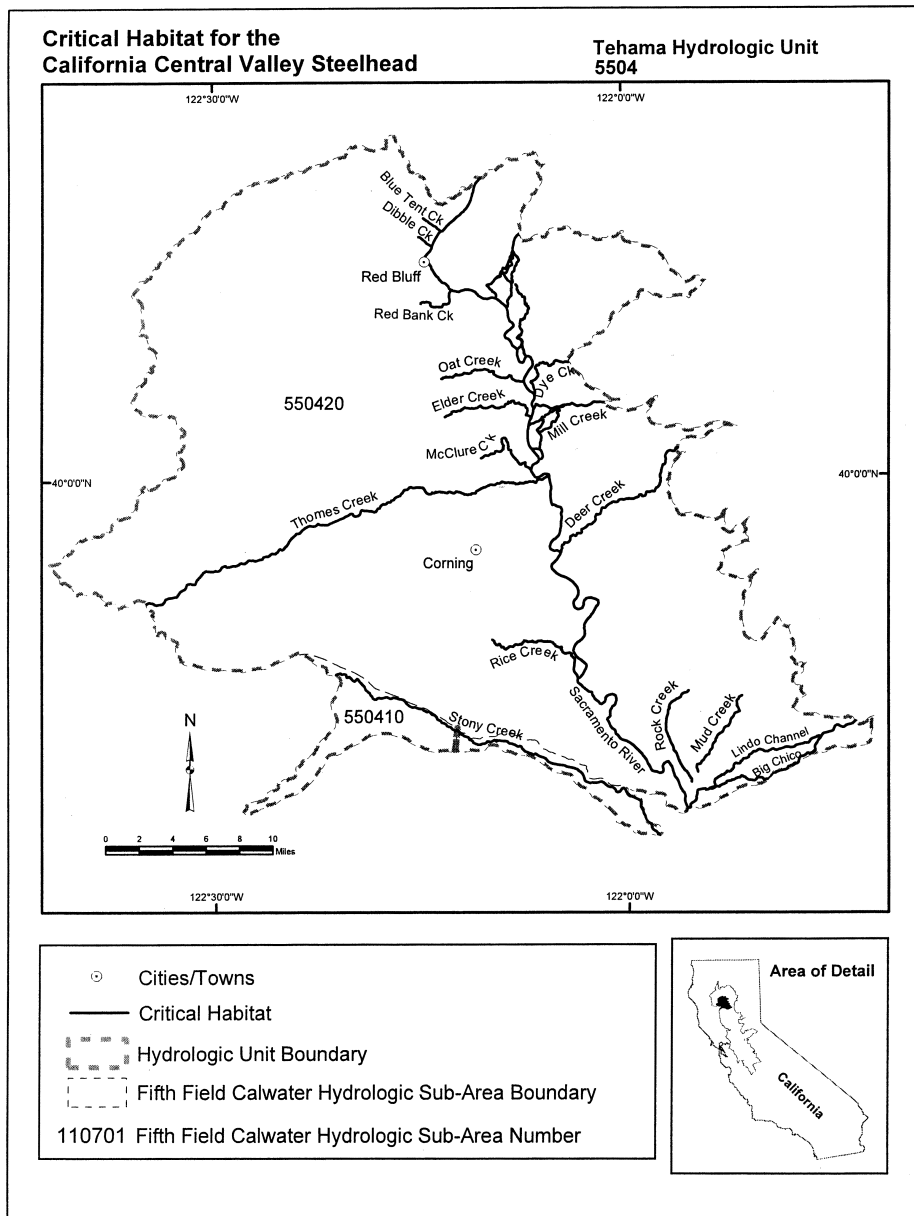 Critical Habitat for the
California Central Valley Steelhead
Tehama Hydrologic Unit
5504
122°30'0"W
122°0'0"W
Blue Tent Ck
Dibble Ck
Red Bluff
Red Bank Ck
Oat Creek
Dye Ck
550420
Elder Creek
Mill Creek
McClure Ck
40°0'0"N
40°0'0"N
Thomes Creek
Deer Creek
Corning
Rice Creek
Sacramento River
Rock Creek
Mud Creek
550410
Stony Creek
Lindo Channel
Big Chico
N
0 2 4 6 8 10
Miles
122°30'0"W
122°0'0"W
Cities/Towns
Critical Habitat
Hydrologic Unit Boundary
Fifth Field Calwater Hydrologic Sub-Area Boundary
110701 Fifth Field Calwater Hydrologic Sub-Area Number
Area of Detail
California